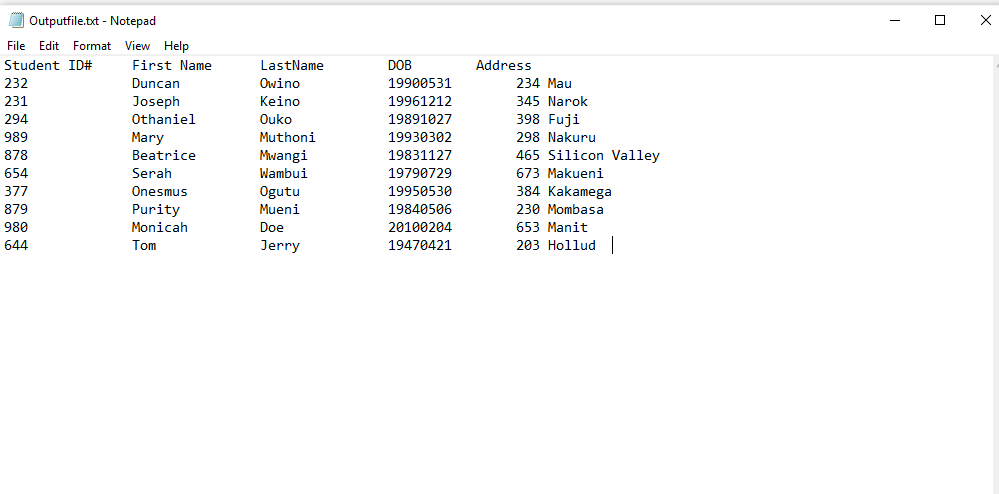 Outputfile.txt - Notepad
File Edit Format View Help
Student ID# First Name LastName DOB Address
232 Duncan Owino 19900531 234 Mau
231 Joseph Keino 19961212 345 Narok
294 Othaniel Ouko 19891027 398 Fuji
989 Mary Muthoni 19930302 298 Nakuru
878 Beatrice Mwangi 19831127 465 Silicon Valley
654 Serah Wambui 19790729 673 Makueni
377 Onesmus Ogutu 19950530 384 Kakamega
879 Purity Mueni 19840506 230 Mombasa
980 Monicah Doe 20100204 653 Manit
644 Tom Jerry 19470421 203 Hollud